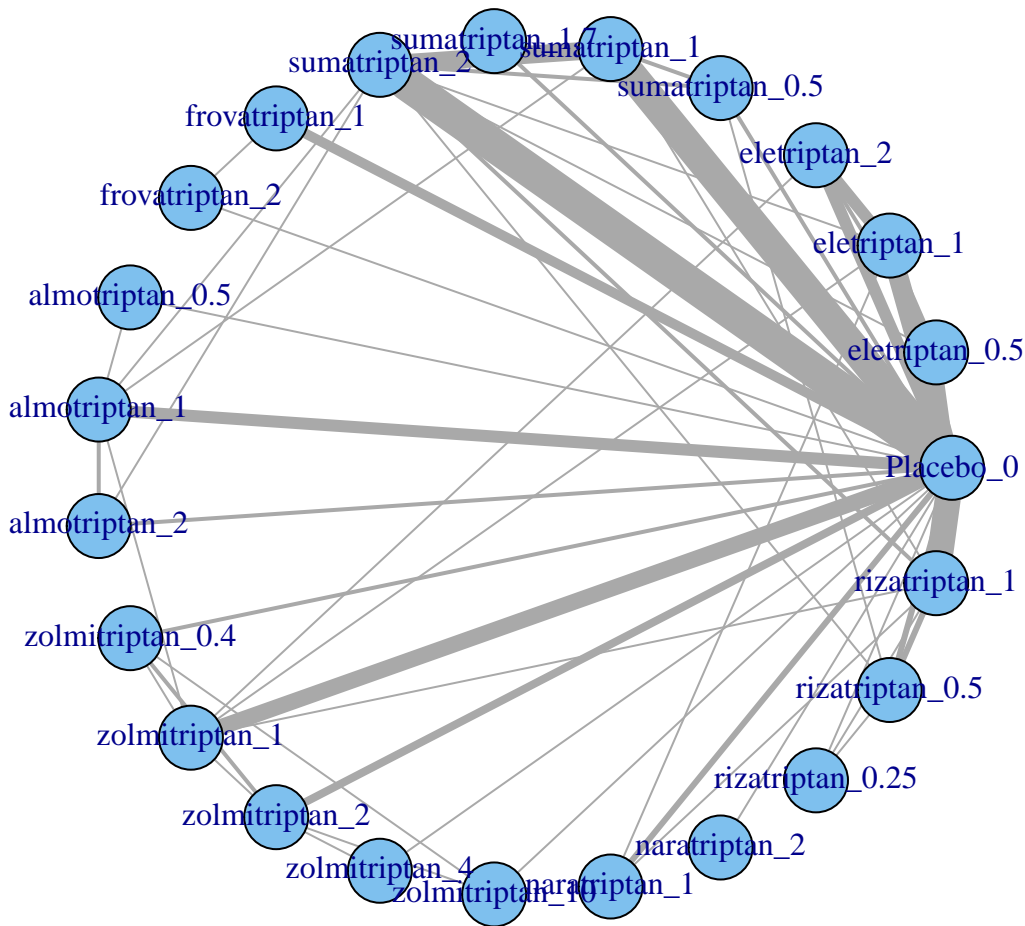 sumatriptan_1.7
sumatriptan_1
sumatriptan_2
sumatriptan_0.5
frovatriptan_1
eletriptan_2
frovatriptan_2
eletriptan_1
almotriptan_0.5
eletriptan_0.5
almotriptan_1
Placebo_0
almotriptan_2
rizatriptan_1
zolmitriptan_0.4
rizatriptan_0.5
zolmitriptan_1
rizatriptan_0.25
zolmitriptan_2
naratriptan_2
zolmitriptan_4
zolmitriptan_10
naratriptan_1